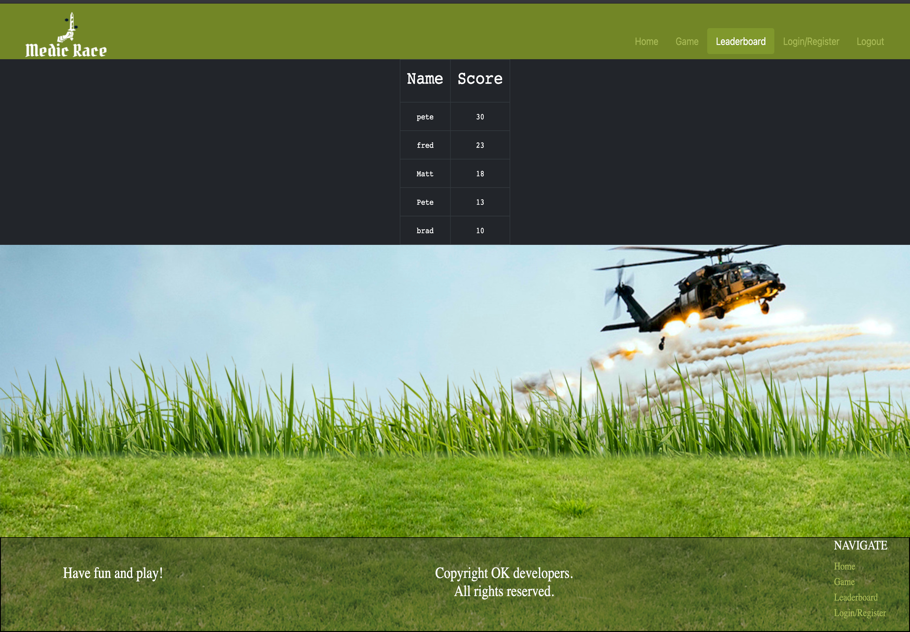 Medic Race
Home Game Leaderboard Login/Register Logout
Name Score
pete 30
fred 23
Matt 18
Pete 13
brad 10
Have fun and play!
Copyright OK developers.
All rights reserved.
NAVIGATE
Home
Game
Leaderboard
Login/Register